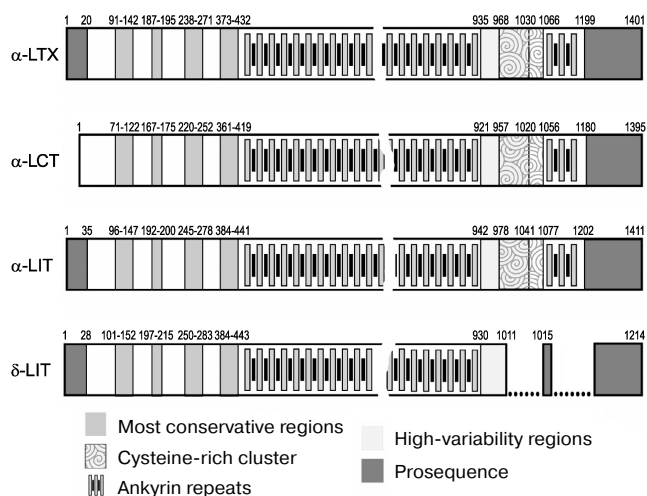 1 20 91-142 187-195 238-271 373-432 935 968 1030 1066 1199 1401
α-LTX
1 71-122 167-175 220-252 361-419 921 957 1020 1056 1180 1395
α-LCT
1 35 96-147 192-200 245-278 384-441 942 978 1041 1077 1202 1411
α-LIT
1 28 101-152 197-215 250-283 384-443 930 1011 1015 1214
δ-LIT
Most conservative regions
Cysteine-rich cluster
Ankyrin repeats
High-variability regions
Prosequence